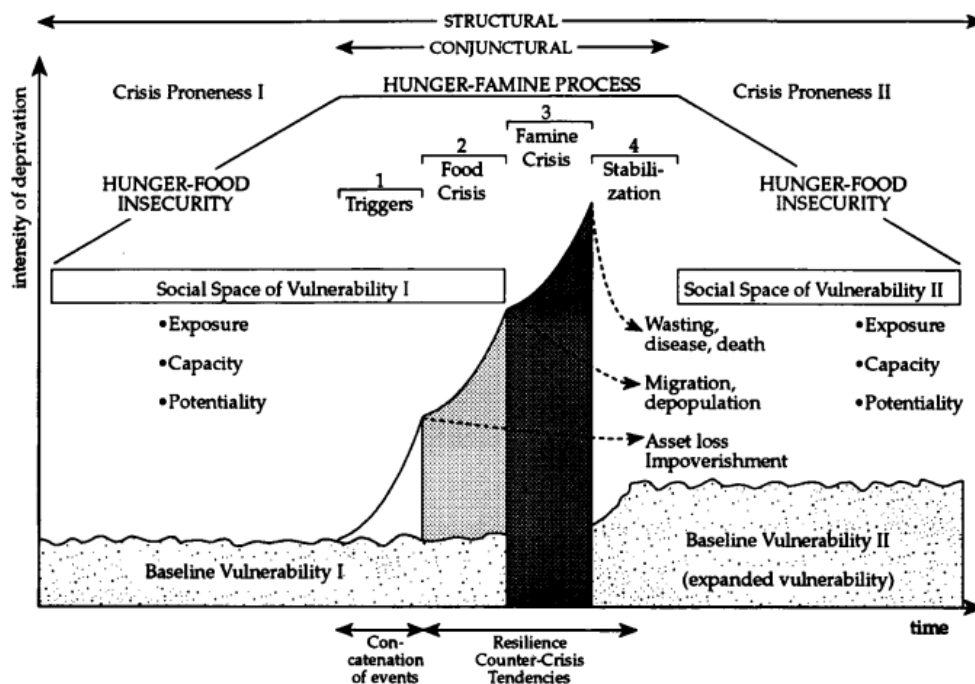 STRUCTURAL
CONJUNCTURAL
HUNGER-FAMINE PROCESS
Crisis Proneness I
Crisis Proneness II
intensity of deprivation
HUNGER-FOOD
INSECURITY
1
Triggers
2
Food
Crisis
3
Famine
Crisis
4
Stabili-
zation
HUNGER-FOOD
INSECURITY
Social Space of Vulnerability I
•Exposure
•Capacity
•Potentiality
Social Space of Vulnerability II
•Exposure
•Capacity
•Potentiality
Wasting,
disease, death
Migration,
depopulation
Asset loss
Impoverishment
Baseline Vulnerability I
Baseline Vulnerability II
(expanded vulnerability)
time
Con-
catenation
of events
Resilience
Counter-Crisis
Tendencies